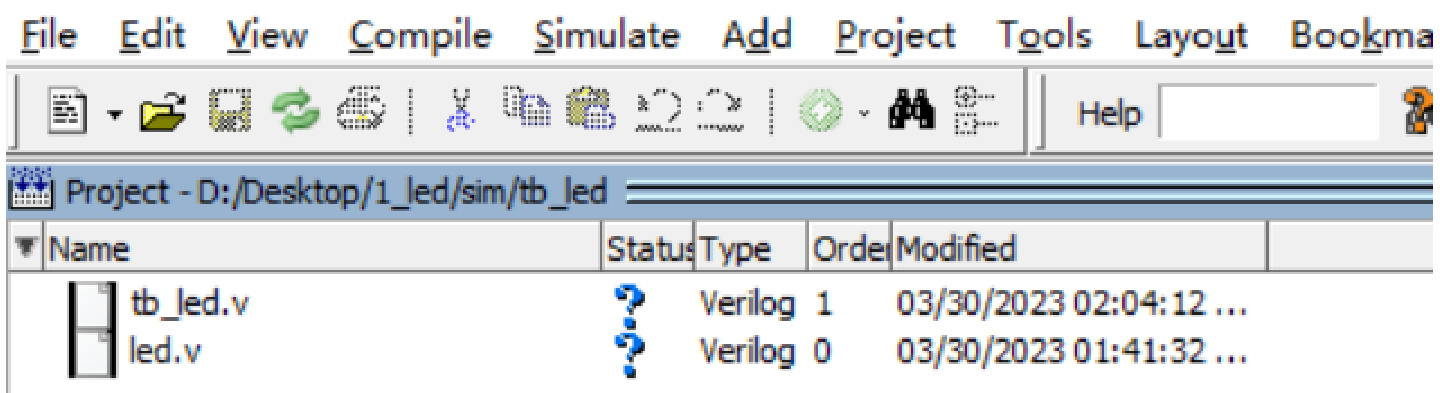 File Edit View Compile Simulate Add Project Tools Layout Bookma
Help
Project - D:/Desktop/1_led/sim/tb_led
Name Status Type Order Modified
tb_led.v Verilog 1 03/30/2023 02:04:12 ...
led.v Verilog 0 03/30/2023 01:41:32 ...